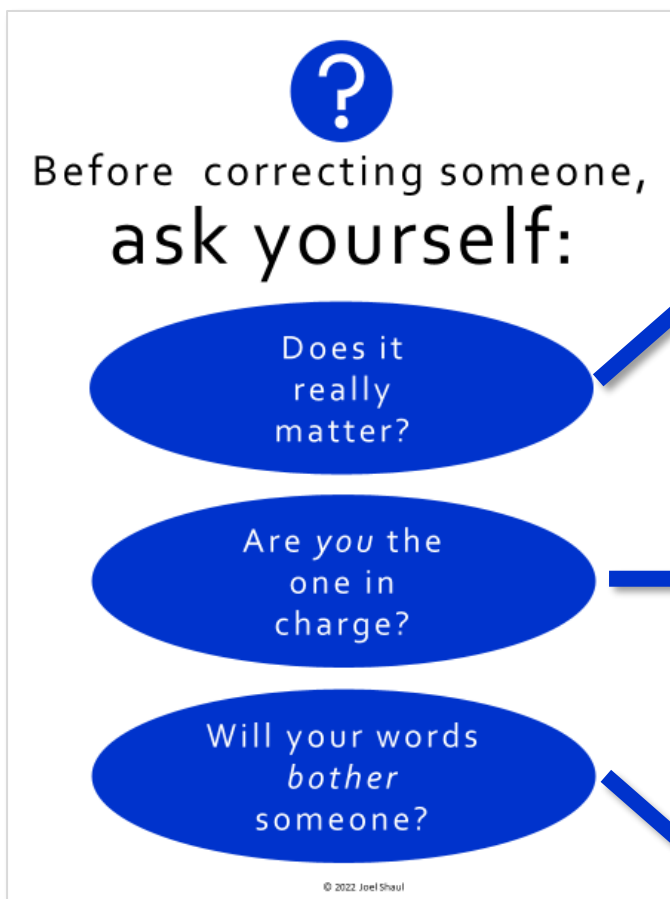 ?
Before correcting someone,
ask yourself:
Does it
really
matter?
Are you the
one in
charge?
Will your words
bother
someone?
© 2022 Joel Shaul